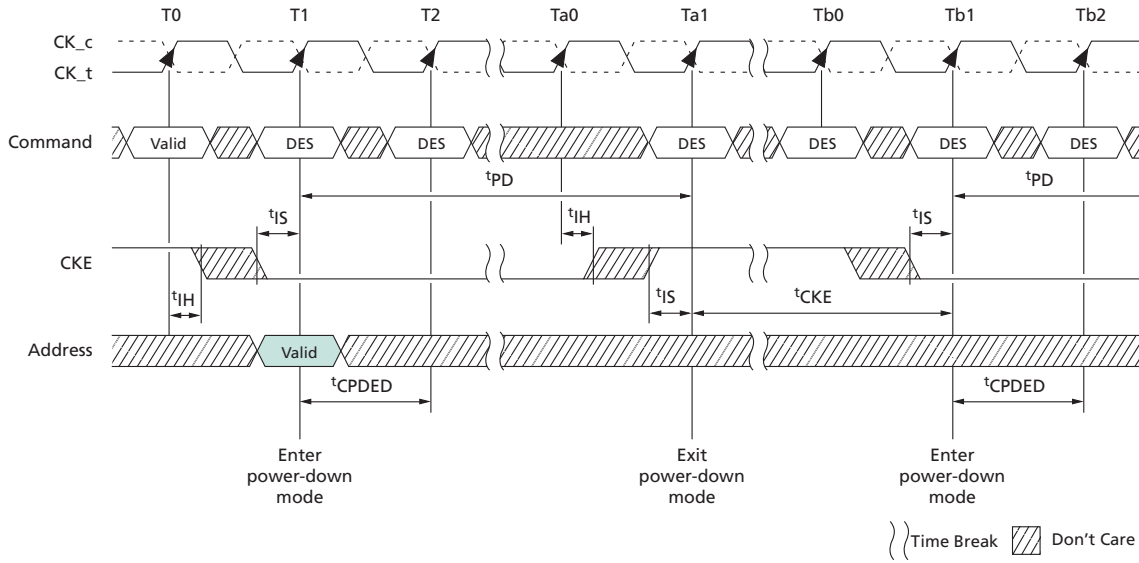 T0 T1 T2 Ta0 Ta1 Tb0 Tb1 Tb2
CK_c
CK_t
Command Valid DES DES DES DES DES DES
tPD tPD
tIS tIH tIS
CKE
tIH tIS tCKE
Address Valid
tCPDED tCPDED
Enter power-down mode
Exit power-down mode
Enter power-down mode
Time Break Don't Care